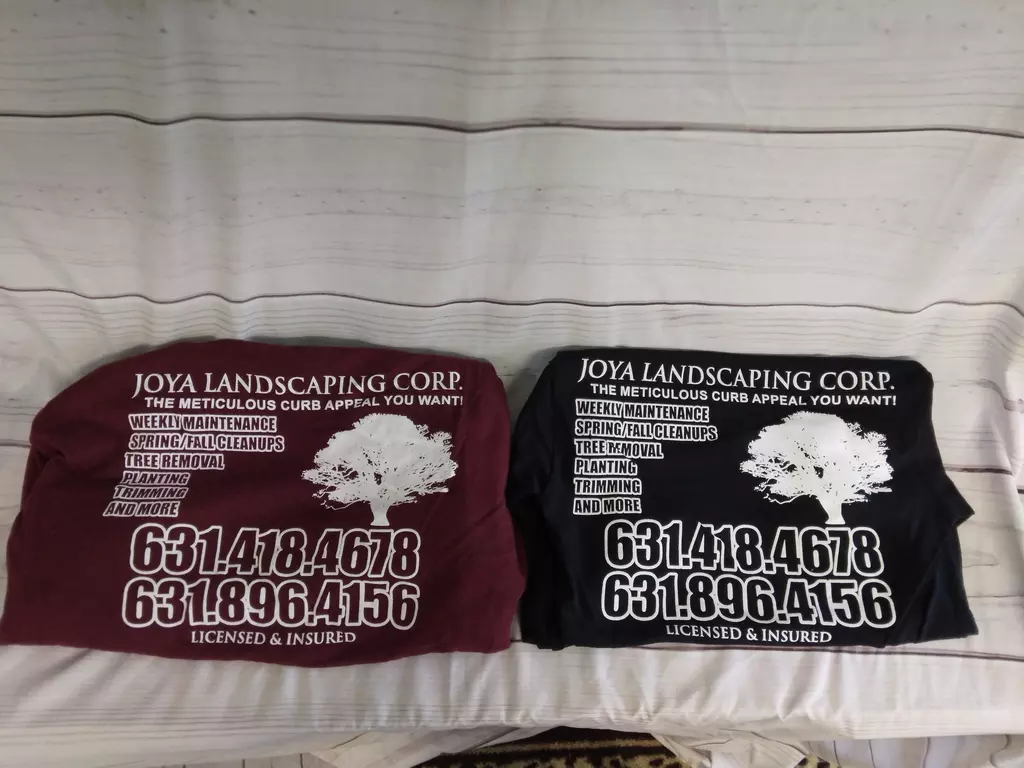 JOYA LANDSCAPING CORP.
THE METICULOUS CURB APPEAL YOU WANT!
WEEKLY MAINTENANCE
SPRING/FALL CLEANUPS
TREE REMOVAL
PLANTING
TRIMMING
AND MORE
631.418.4678
631.896.4156
LICENSED & INSURED
JOYA LANDSCAPING CORP.
THE METICULOUS CURB APPEAL YOU WANT!
WEEKLY MAINTENANCE
SPRING/FALL CLEANUPS
TREE REMOVAL
PLANTING
TRIMMING
AND MORE
631.418.4678
631.896.4156
LICENSED & INSURED